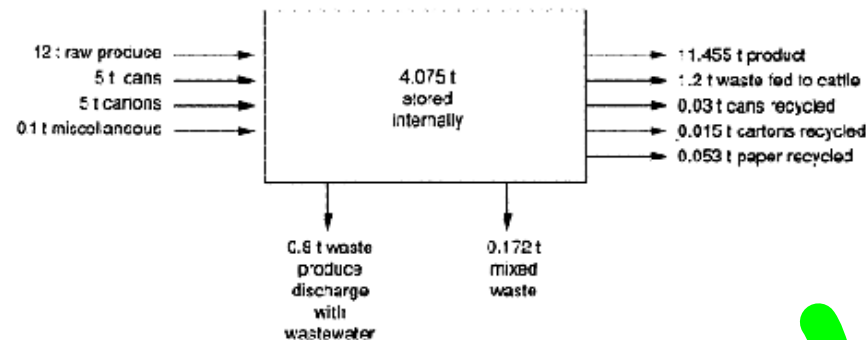 12 t raw produce
5 t cans
5 t cartons
0.1 t miscellaneous
4.075 t
stored
internally
11.455 t product
1.2 t waste fed to cattle
0.03 t cans recycled
0.015 t cartons recycled
0.053 t paper recycled
0.8 t waste
produce
discharge
with
wastewater
0.172 t
mixed
waste